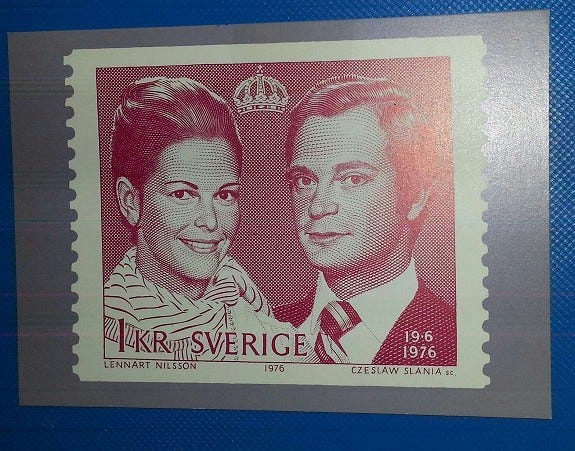 1 KR SVERIGE
19·6
1976
LENNART NILSSON 1976 CZESLAW SLANIA sc.